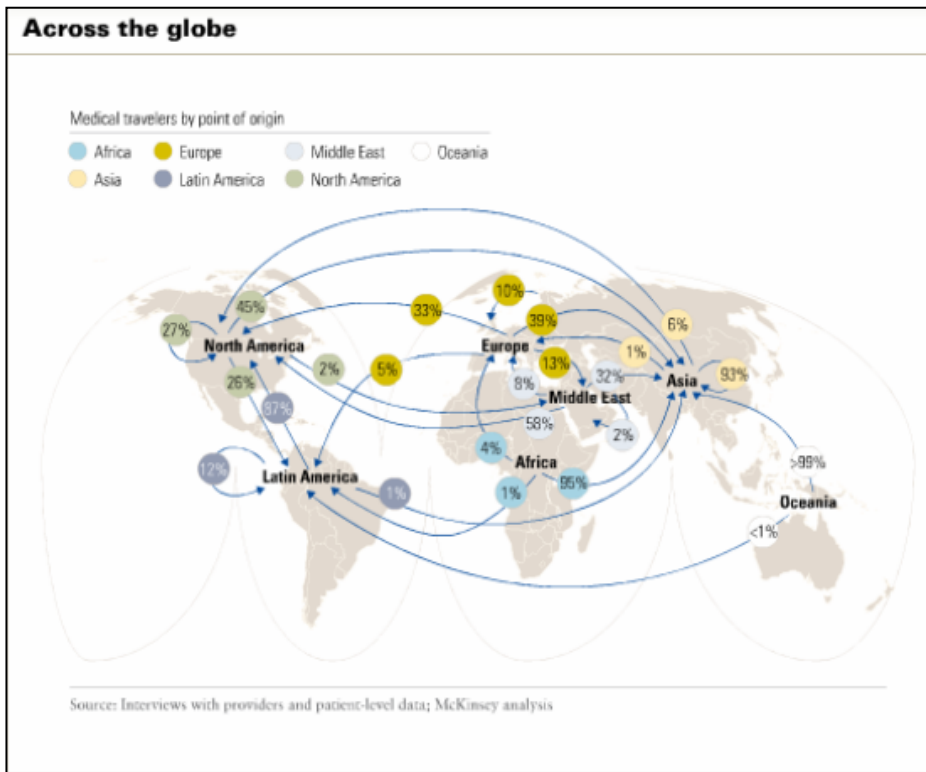 Across the globe
Medical travelers by point of origin
Africa Europe Middle East Oceania
Asia Latin America North America
10%
45% 33% 39% 6%
27%
North America Europe 1%
2% 5% 13% 32% Asia 93%
26% 8% Middle East
87% 58% 2%
4%
12% Africa >99%
Latin America 95%
1% 1% Oceania
<1%
Source: Interviews with providers and patient-level data; McKinsey analysis